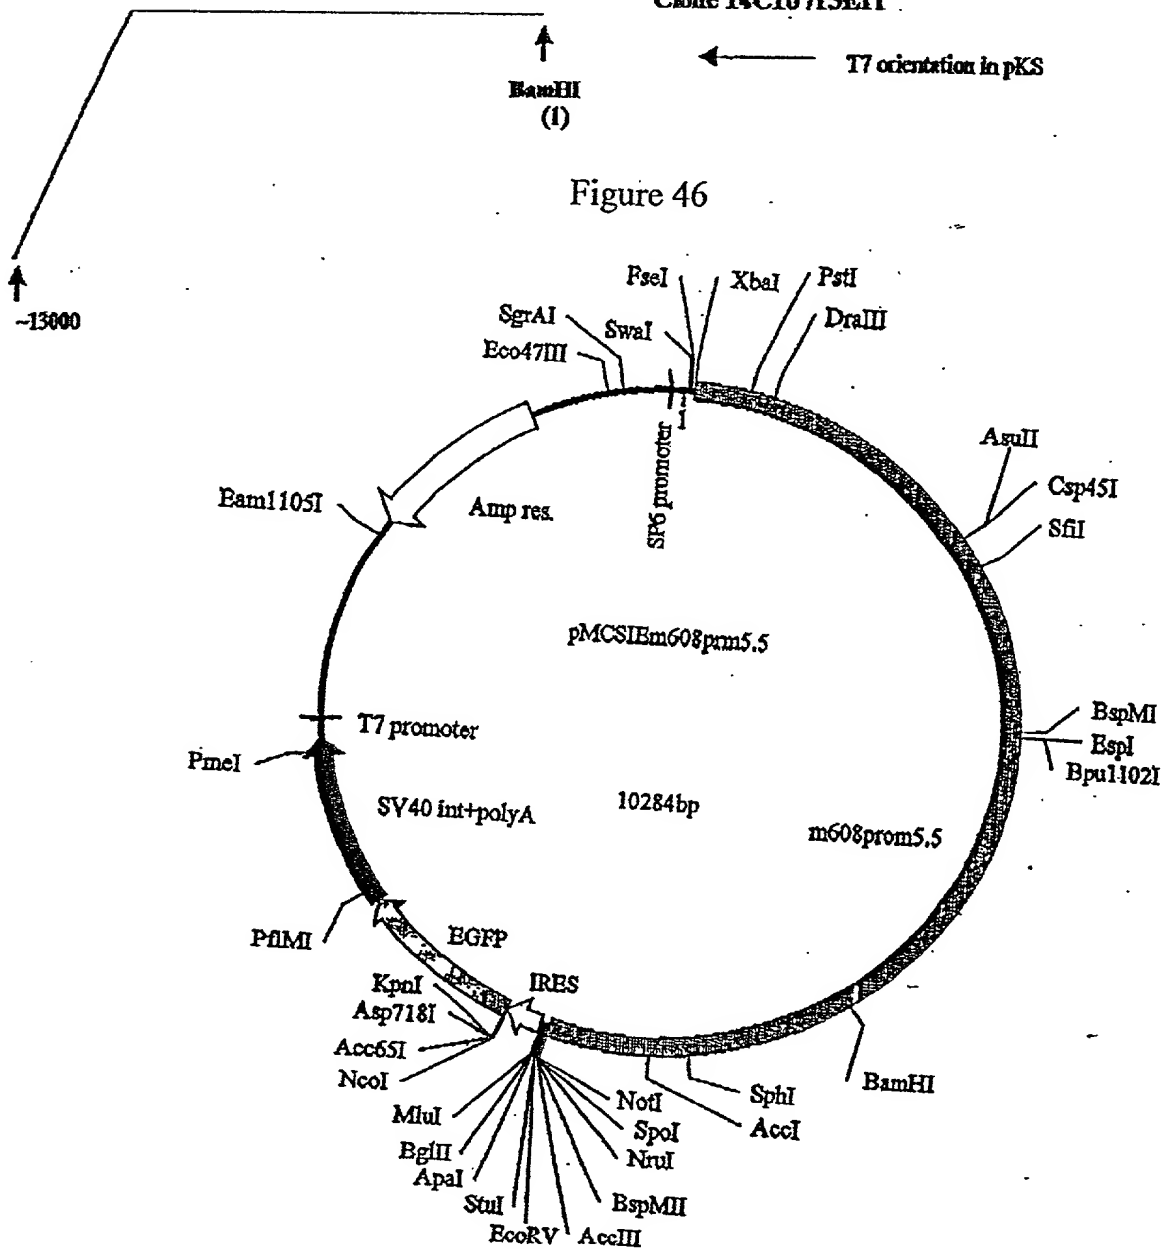 T7 orientation in pKS
BamHI
(1)
Figure 46
~13000
FseI
XbaI
PstI
DraIII
SgrAI
SwaI
Eco47III
1
SP6 promoter
AsuII
Csp45I
SfiI
Eam1105I
Amp res.
pMCSIEm608prm5.5
BspMI
EspI
Bpu1102I
T7 promoter
PmeI
SV40 int+polyA
10284bp
m608prom5.5
PflMI
EGFP
KpnI
IRES
Asp718I
Acc65I
NcoI
BamHI
SphI
AccI
NotI
SpoI
NruI
MluI
BglII
ApaI
StuI
BspMII
EcoRV
AccIII